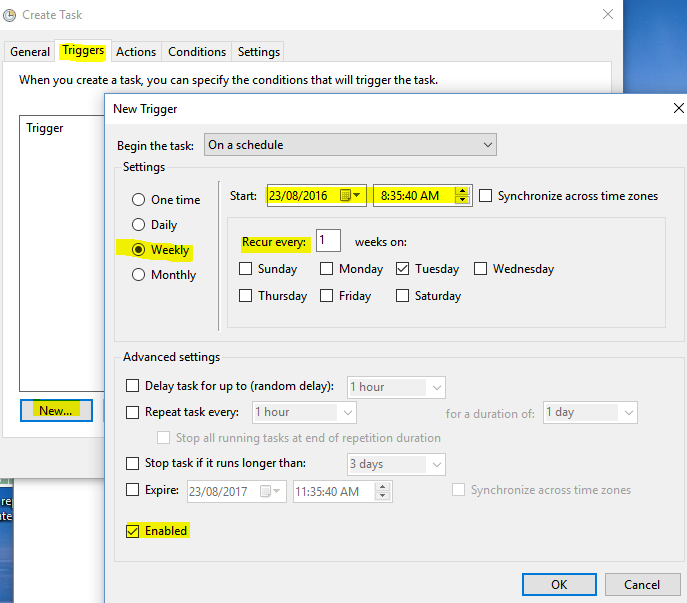 Create Task
General Triggers Actions Conditions Settings
When you create a task, you can specify the conditions that will trigger the task.
Trigger
New...
New Trigger
Begin the task: On a schedule
Settings
One time
Daily
Weekly
Monthly
Start: 23/08/2016 8:35:40 AM Synchronize across time zones
Recur every: 1 weeks on:
Sunday Monday Tuesday Wednesday
Thursday Friday Saturday
Advanced settings
Delay task for up to (random delay): 1 hour
Repeat task every: 1 hour for a duration of: 1 day
Stop all running tasks at end of repetition duration
Stop task if it runs longer than: 3 days
Expire: 23/08/2017 11:35:40 AM Synchronize across time zones
Enabled
OK Cancel